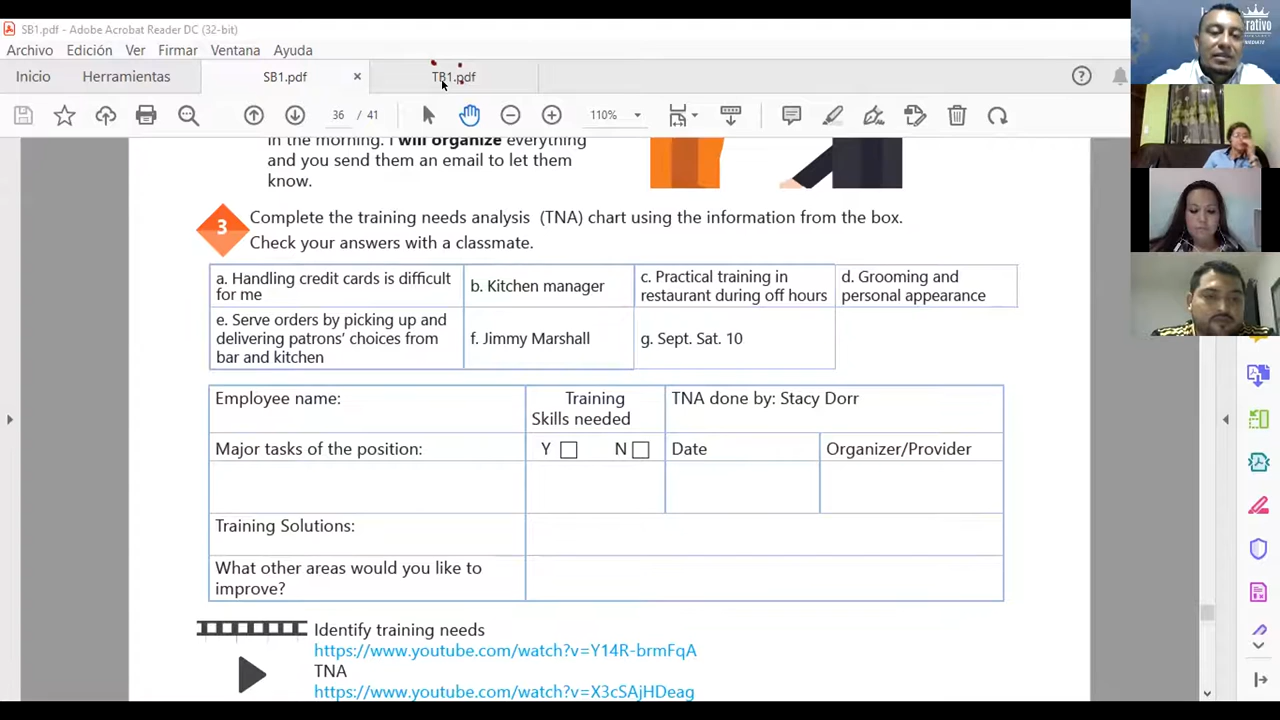 SB1.pdf - Adobe Acrobat Reader DC (32-bit)
Archivo Edición Ver Firmar Ventana Ayuda
Inicio Herramientas SB1.pdf × TB1.pdf
36 / 41 110%
in the morning. I will organize everything
and you send them an email to let them
know.
3
Complete the training needs analysis (TNA) chart using the information from the box.
Check your answers with a classmate.
a. Handling credit cards is difficult
for me
b. Kitchen manager
c. Practical training in
restaurant during off hours
d. Grooming and
personal appearance
e. Serve orders by picking up and
delivering patrons' choices from
bar and kitchen
f. Jimmy Marshall
g. Sept. Sat. 10
Employee name:
Training
Skills needed
TNA done by: Stacy Dorr
Major tasks of the position:
Y N
Date
Organizer/Provider
Training Solutions:
What other areas would you like to
improve?
Identify training needs
https://www.youtube.com/watch?v=Y14R-brmFqA
TNA
https://www.youtube.com/watch?v=X3cSAjHDeag